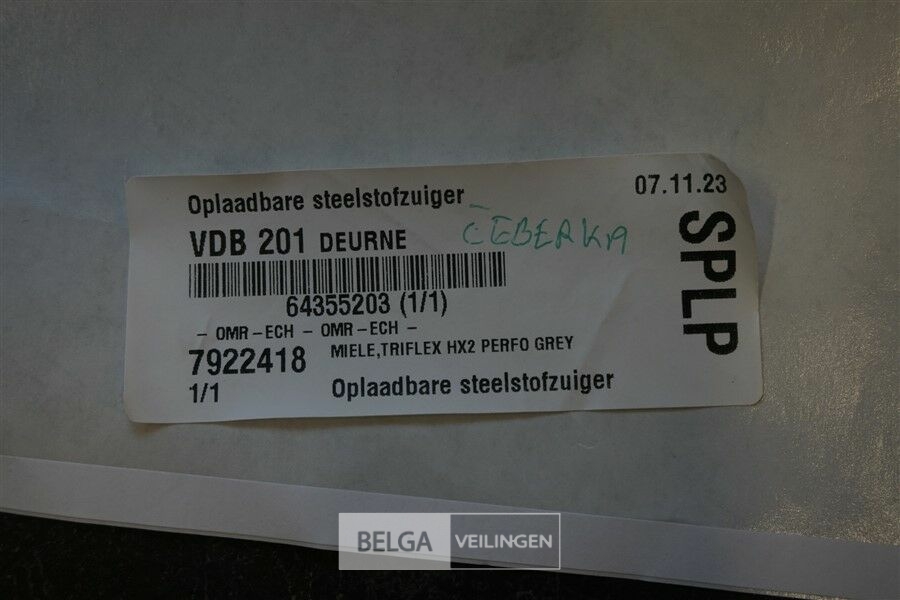 Oplaadbare steelstofzuiger
07.11.23
VDB 201 DEURNE
CEBERKA
SPLP
64355203 (1/1)
- OMR-ECH - OMR-ECH -
7922418
MIELE,TRIFLEX HX2 PERFO GREY
1/1
Oplaadbare steelstofzuiger
BELGA VEILINGEN